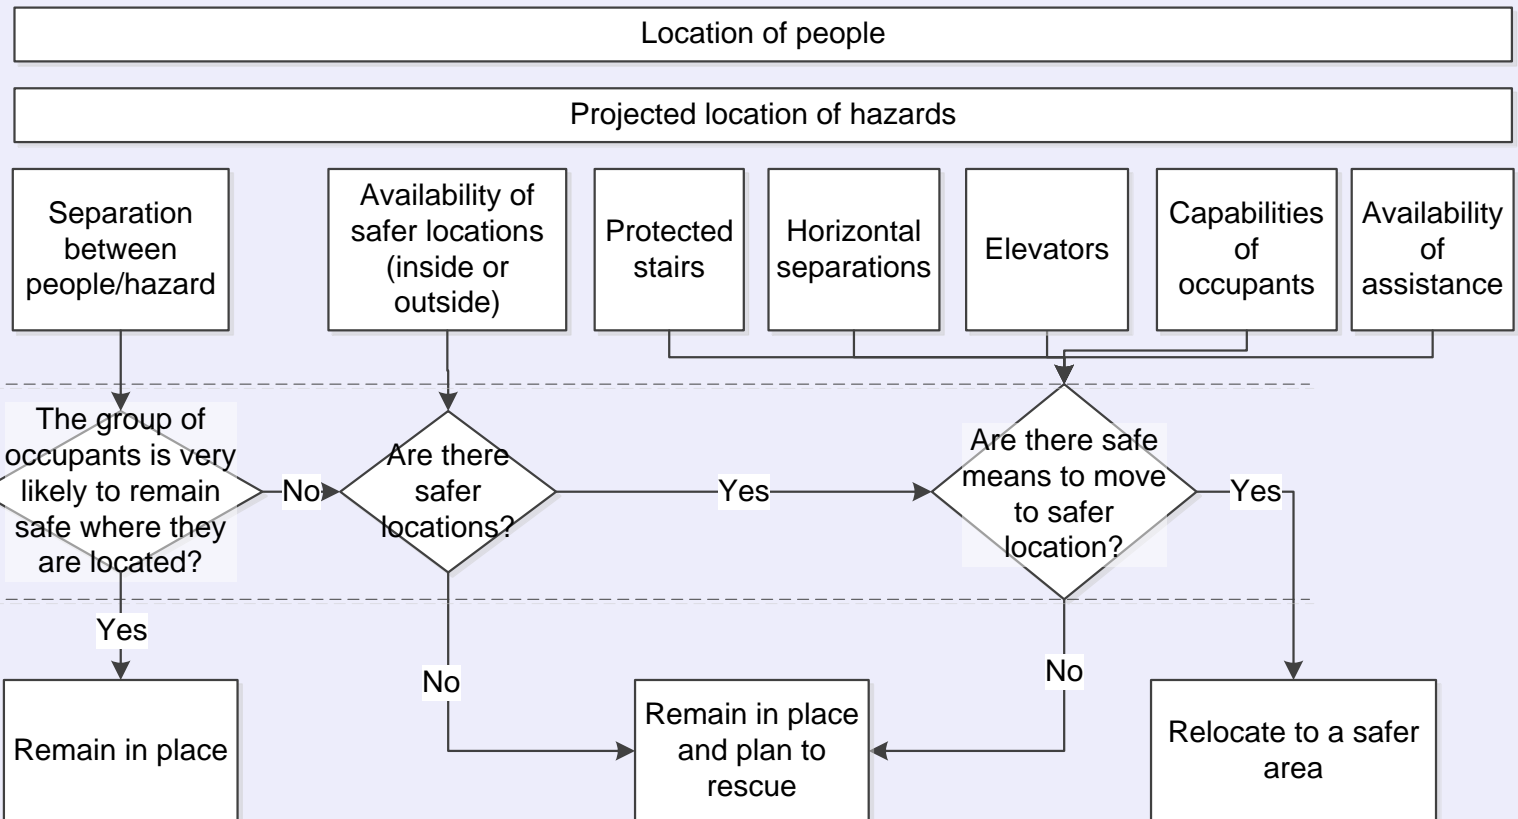 Location of people
Projected location of hazards
Separation
between
people/hazard
Availability of
safer locations
(inside or
outside)
Protected
stairs
Horizontal
separations
Elevators
Capabilities
of
occupants
Availability
of
assistance
The group of
occupants is very
likely to remain
safe where they
are located?
No
Are there
safer
locations?
Yes
Are there safe
means to move
to safer
location?
Yes
Yes
No
No
Remain in place
Remain in place
and plan to
rescue
Relocate to a safer
area